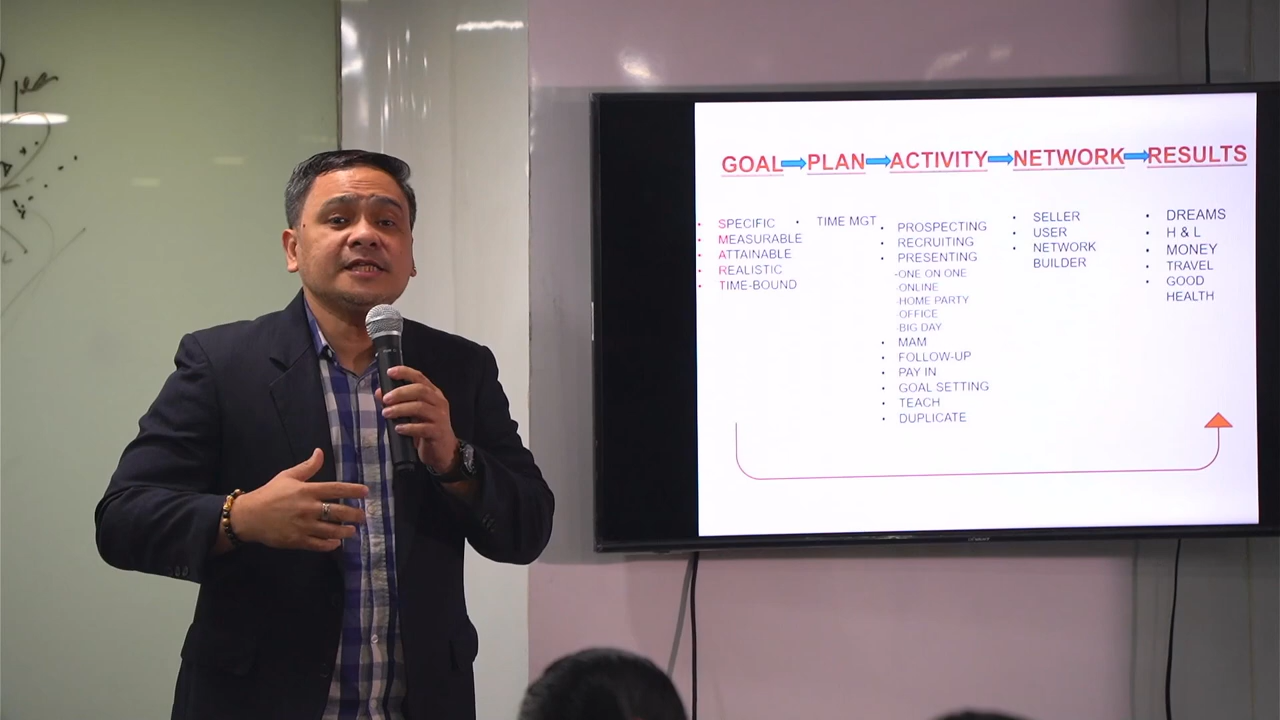 GOAL PLAN ACTIVITY NETWORK RESULTS
• SPECIFIC
• MEASURABLE
• ATTAINABLE
• REALISTIC
• TIME-BOUND
• TIME MGT
• PROSPECTING
• RECRUITING
• PRESENTING
-ONE ON ONE
-ONLINE
-HOME PARTY
OFFICE
-BIG DAY
• MAM
• FOLLOW-UP
• PAY IN
• GOAL SETTING
• TEACH
• DUPLICATE
• SELLER
• USER
• NETWORK
BUILDER
• DREAMS
• H & L
• MONEY
• TRAVEL
• GOOD
HEALTH